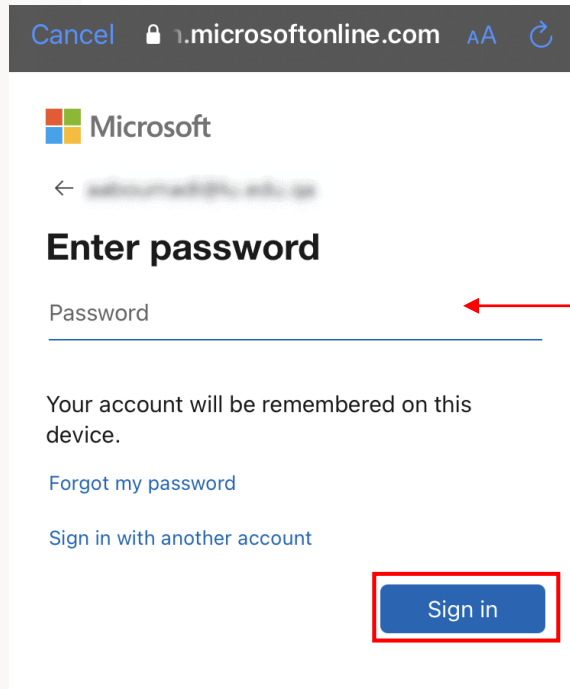 Cancel .microsoftonline.com AA
Microsoft
Enter password
Password
Your account will be remembered on this
device.
Forgot my password
Sign in with another account
Sign in